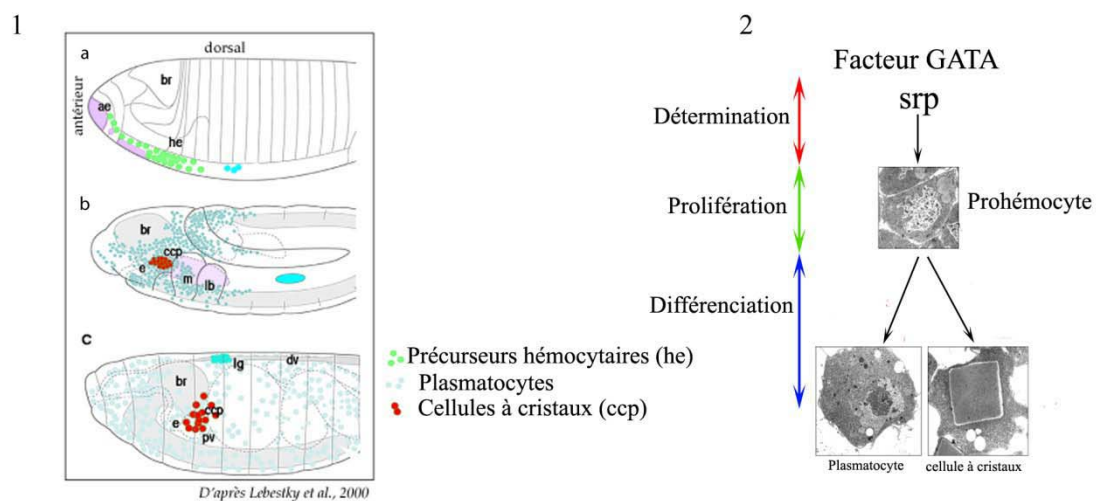 1
dorsal
antérieur
a
br
ae
he
b
br
ccp
e
m
lb
c
lg
dv
br
ccp
e
pv
D'après Lebestky et al., 2000
Précurseurs hémocytaires (he)
Plasmatocytes
Cellules à cristaux (ccp)
2
Facteur GATA
srp
Détermination
Prolifération
Prohémocyte
Différenciation
Plasmatocyte
cellule à cristaux